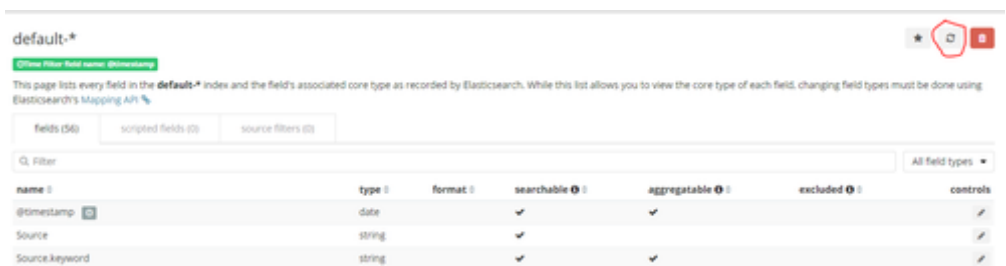 default-*
Time Filter field name: @timestamp
This page lists every field in the default-* index and the field's associated core type as recorded by Elasticsearch. While this list allows you to view the core type of each field, changing field types must be done using
Elasticsearch's Mapping API
fields (56) scripted fields (0) source filters (0)
Filter All field types
name type format searchable aggregatable excluded controls
@timestamp date
Source string
Source.keyword string